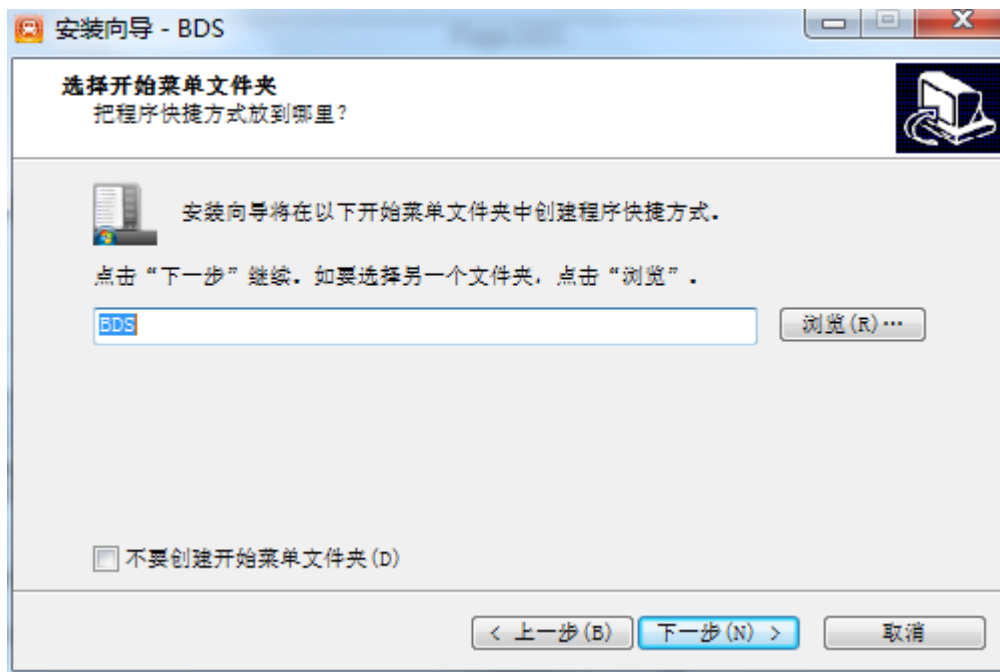 安装向导 - BDS
选择开始菜单文件夹
把程序快捷方式放到哪里？
安装向导将在以下开始菜单文件夹中创建程序快捷方式．
点击“下一步”继续．如要选择另一个文件夹，点击“浏览”．
BDS
浏览(R)…
不要创建开始菜单文件夹(D)
< 上一步(B)
下一步(N) >
取消